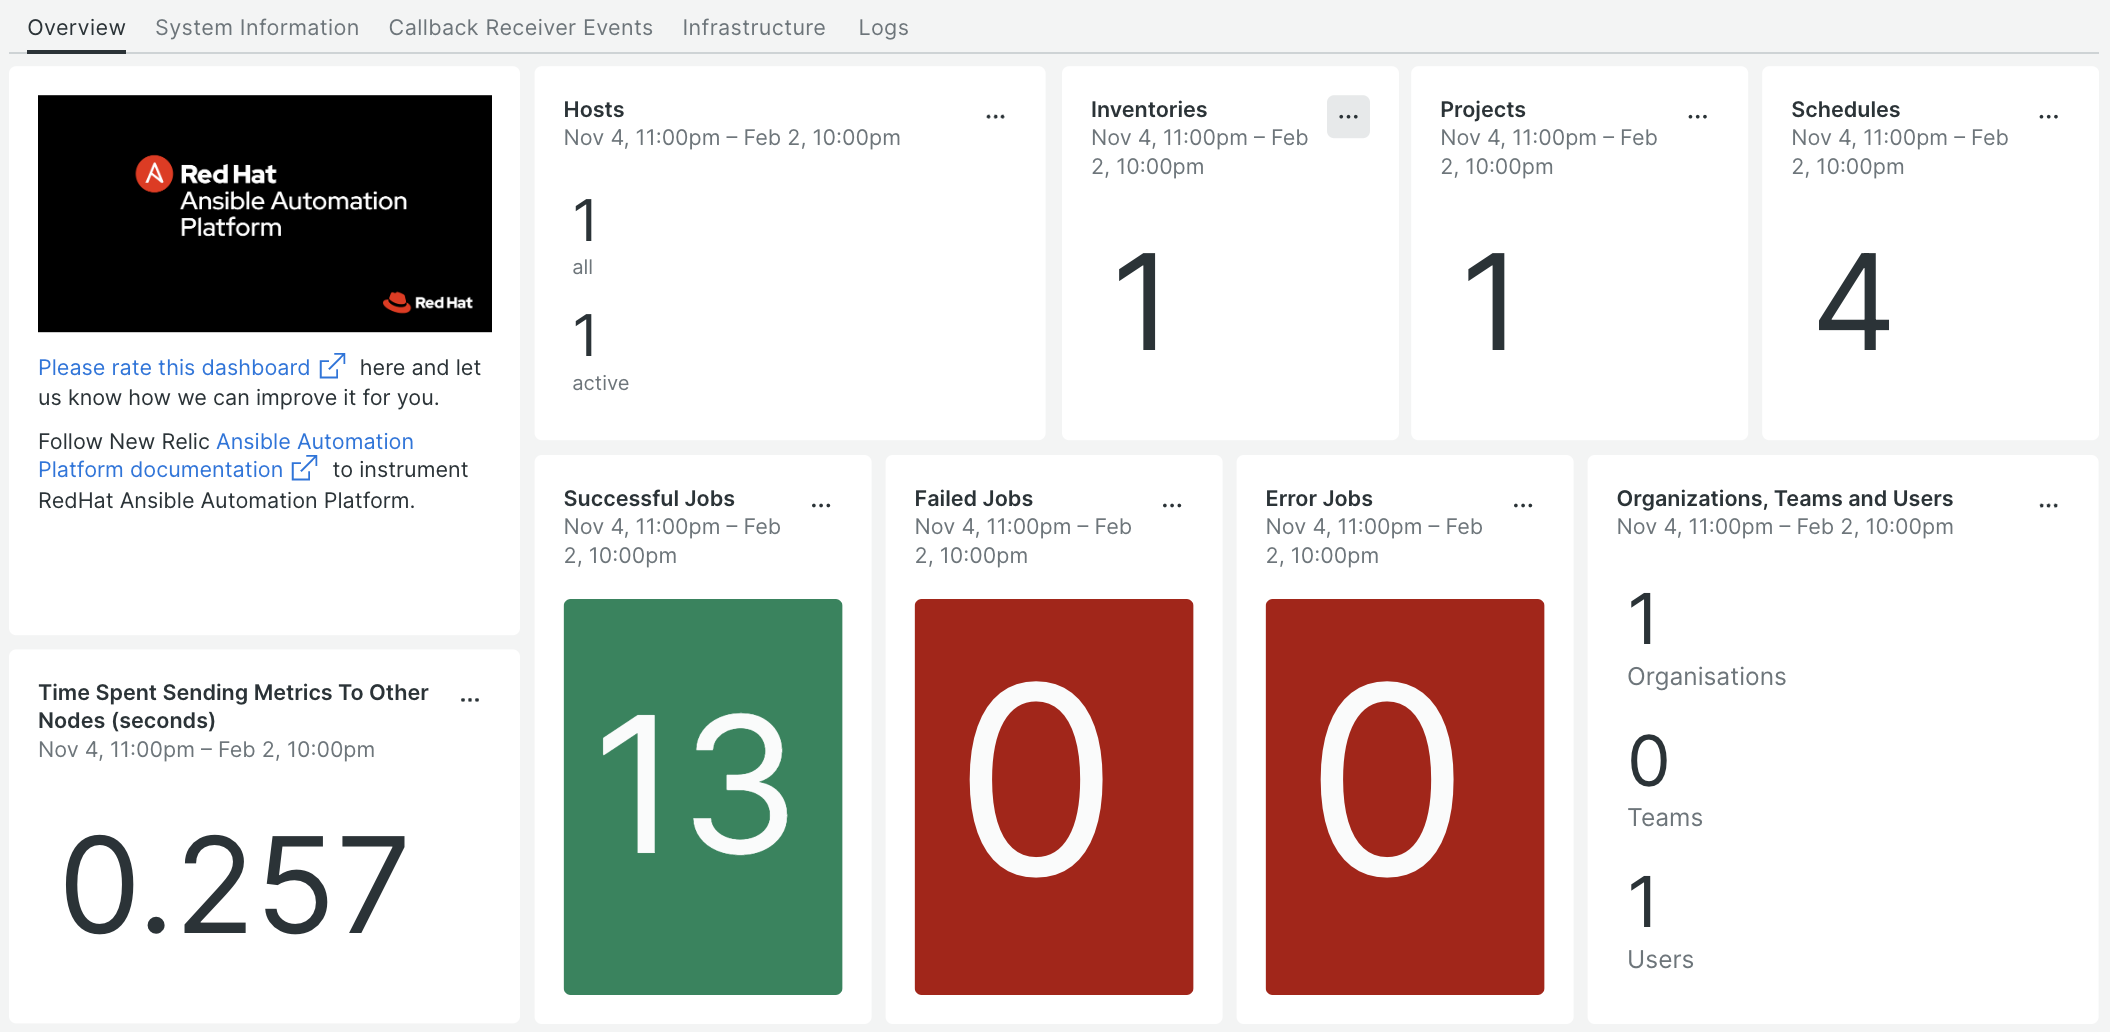 Overview
System Information
Callback Receiver Events
Infrastructure
Logs
Red Hat
Ansible Automation
Platform
Red Hat
Please rate this dashboard here and let
us know how we can improve it for you.
Follow New Relic Ansible Automation
Platform documentation to instrument
RedHat Ansible Automation Platform.
Time Spent Sending Metrics To Other
Nodes (seconds)
Nov 4, 11:00pm – Feb 2, 10:00pm
0.257
Hosts
Nov 4, 11:00pm – Feb 2, 10:00pm
1
all
1
active
Inventories
Nov 4, 11:00pm – Feb
2, 10:00pm
1
Projects
Nov 4, 11:00pm – Feb
2, 10:00pm
1
Schedules
Nov 4, 11:00pm – Feb
2, 10:00pm
4
Successful Jobs
Nov 4, 11:00pm – Feb
2, 10:00pm
13
Failed Jobs
Nov 4, 11:00pm – Feb
2, 10:00pm
0
Error Jobs
Nov 4, 11:00pm – Feb
2, 10:00pm
0
Organizations, Teams and Users
Nov 4, 11:00pm – Feb 2, 10:00pm
1
Organisations
0
Teams
1
Users